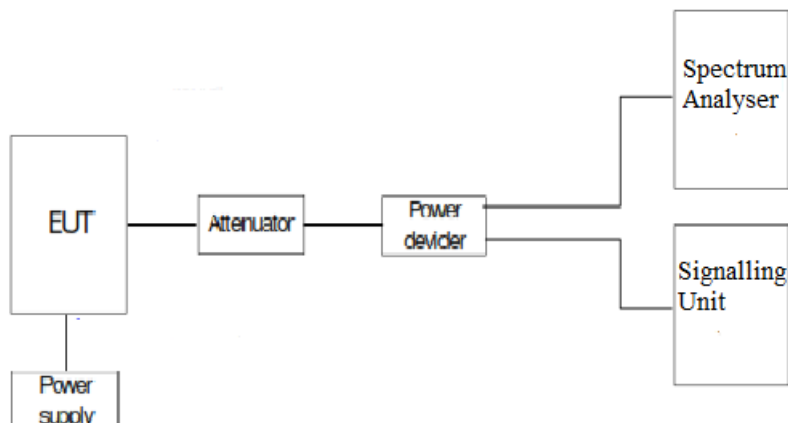 Spectrum
Analyser
EUT
Attenuator
Power
devider
Signalling
Unit
Power
supply